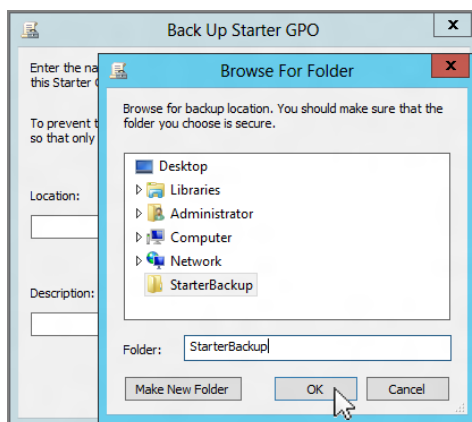 Back Up Starter GPO
x
Enter the na
this Starter
To prevent t
so that only
Location:
Description:
Browse For Folder
x
Browse for backup location. You should make sure that the
folder you choose is secure.
Desktop
Libraries
Administrator
Computer
Network
StarterBackup
Folder:
StarterBackup
Make New Folder
OK
Cancel